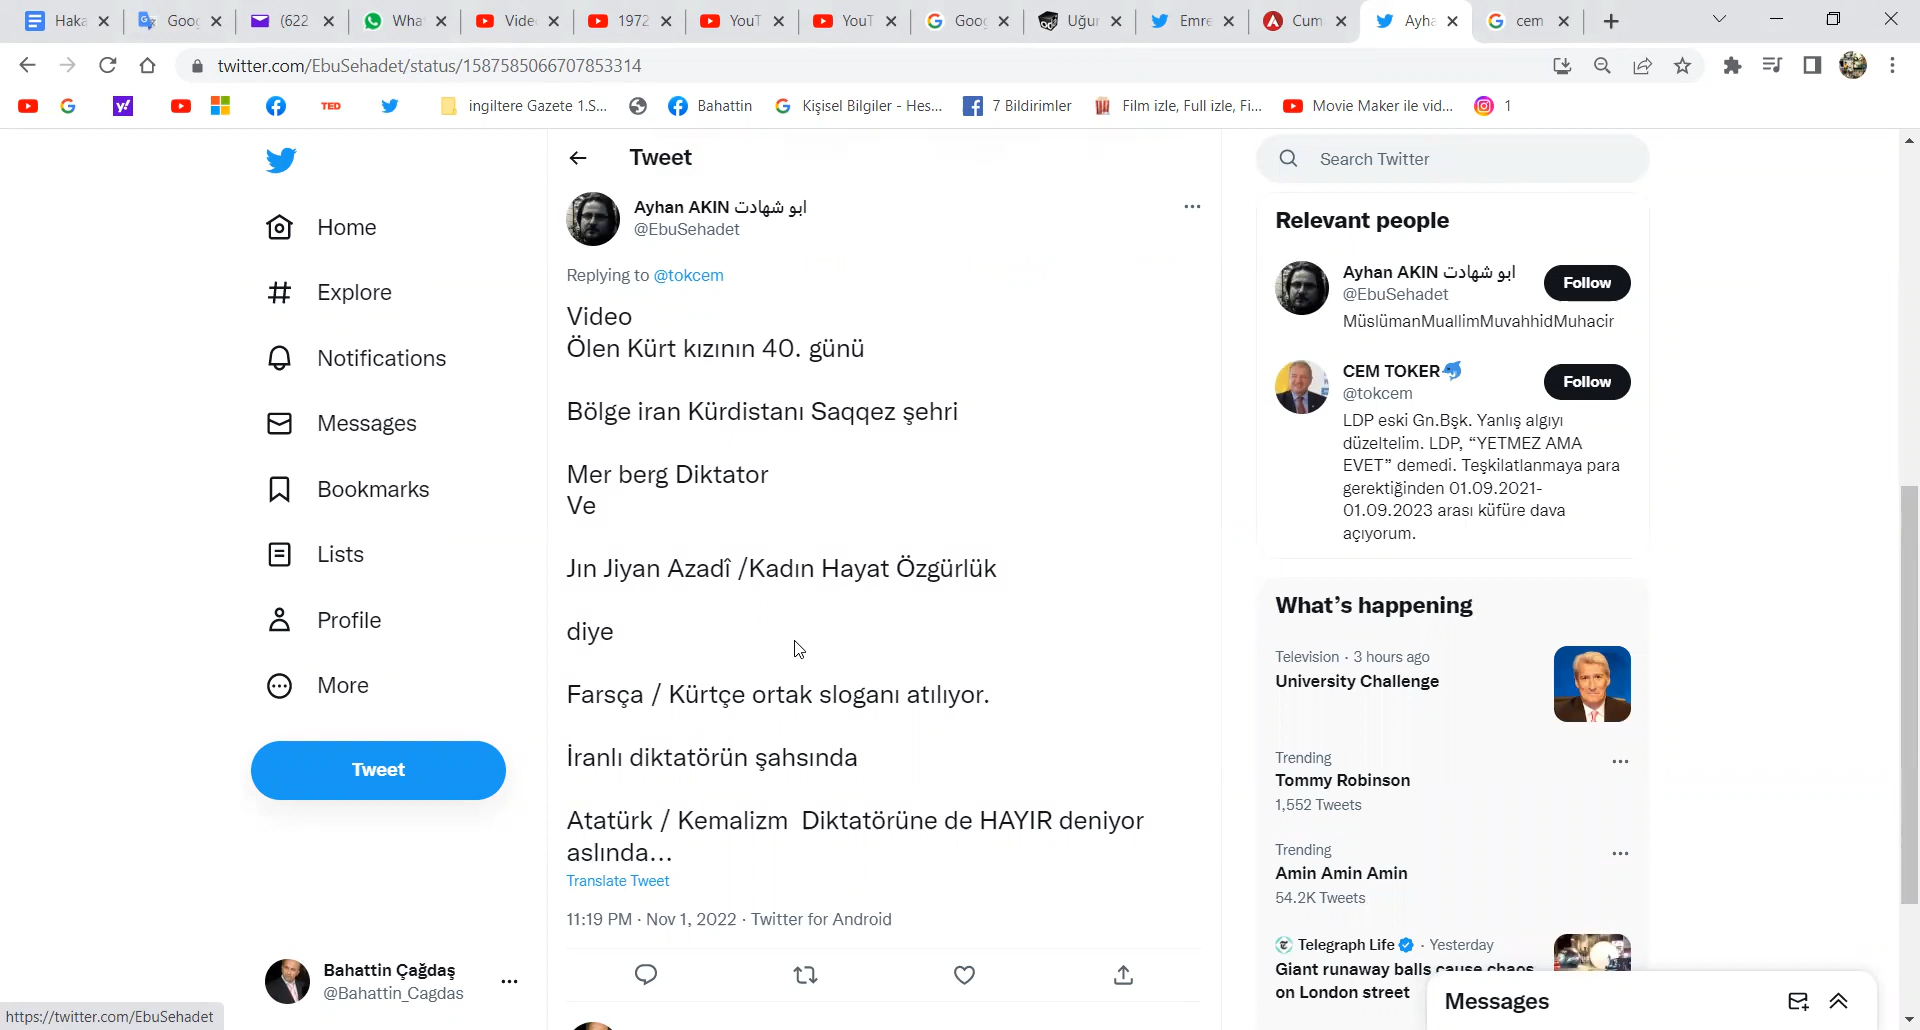 Haka
Goog
(622
What
Vide
1972
YouT
YouT
Goog
Uğur
Emre
Cum
Ayha
cem
twitter.com/EbuSehadet/status/1587585066707853314
TED
ingiltere Gazete 1.S...
Bahattin
Kişisel Bilgiler - Hes...
7 Bildirimler
Film izle, Full izle, Fi...
Movie Maker ile vid...
1
Home
Explore
Notifications
Messages
Bookmarks
Lists
Profile
More
Tweet
Bahattin Çağdaş
@Bahattin_Cagdas
https://twitter.com/EbuSehadet
Tweet
Ayhan AKIN ابو شهادت
@EbuSehadet
Replying to @tokcem
Video
Ölen Kürt kızının 40. günü
Bölge iran Kürdistanı Saqqez şehri
Mer berg Diktator
Ve
Jın Jiyan Azadî /Kadın Hayat Özgürlük
diye
Farsça / Kürtçe ortak sloganı atılıyor.
İranlı diktatörün şahsında
Atatürk / Kemalizm Diktatörüne de HAYIR deniyor
aslında...
Translate Tweet
11:19 PM · Nov 1, 2022 · Twitter for Android
Search Twitter
Relevant people
Ayhan AKIN ابو شهادت
@EbuSehadet
Follow
MüslümanMuallimMuvahhidMuhacir
CEM TOKER🐬
@tokcem
Follow
LDP eski Gn.Bşk. Yanlış algıyı
düzeltelim. LDP, “YETMEZ AMA
EVET” demedi. Teşkilatlanmaya para
gerektiğinden 01.09.2021-
01.09.2023 arası küfüre dava
açıyorum.
What’s happening
Television · 3 hours ago
University Challenge
Trending
Tommy Robinson
1,552 Tweets
Trending
Amin Amin Amin
54.2K Tweets
Telegraph Life · Yesterday
Giant runaway balls cause chaos
on London street
Messages